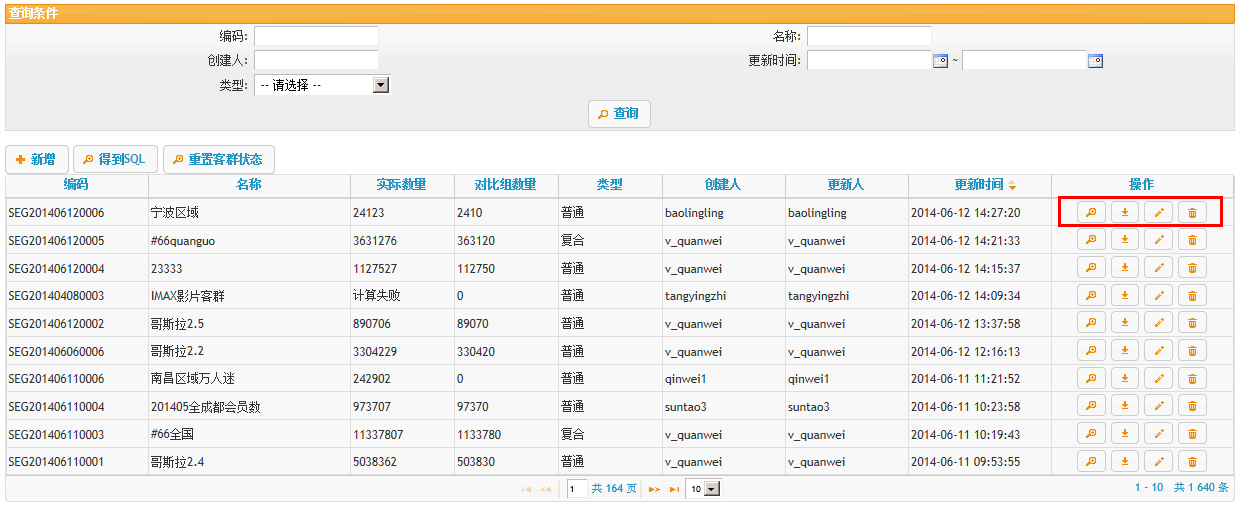 查询条件
编码: 名称:
创建人: 更新时间: ~
类型: -- 请选择 --
查询
新增 得到SQL 重置客群状态
编码 名称 实际数量 对比组数量 类型 创建人 更新人 更新时间 操作
SEG201406120006 宁波区域 24123 2410 普通 baolingling baolingling 2014-06-12 14:27:20
SEG201406120005 #66quanguo 3631276 363120 复合 v_quanwei v_quanwei 2014-06-12 14:21:33
SEG201406120004 23333 1127527 112750 普通 v_quanwei v_quanwei 2014-06-12 14:15:37
SEG201404080003 IMAX影片客群 计算失败 0 普通 tangyingzhi tangyingzhi 2014-06-12 14:09:34
SEG201406120002 哥斯拉2.5 890706 89070 普通 v_quanwei v_quanwei 2014-06-12 13:37:58
SEG201406060006 哥斯拉2.2 3304229 330420 普通 v_quanwei v_quanwei 2014-06-12 12:16:13
SEG201406110006 南昌区域万人迷 242902 0 普通 qinwei1 qinwei1 2014-06-11 11:21:52
SEG201406110004 201405全成都会员数 973707 97370 普通 suntao3 suntao3 2014-06-11 10:23:58
SEG201406110003 #66全国 11337807 1133780 复合 v_quanwei v_quanwei 2014-06-11 10:19:43
SEG201406110001 哥斯拉2.4 5038362 503830 普通 v_quanwei v_quanwei 2014-06-11 09:53:55
1 共 164 页 10 1 - 10 共 1 640 条